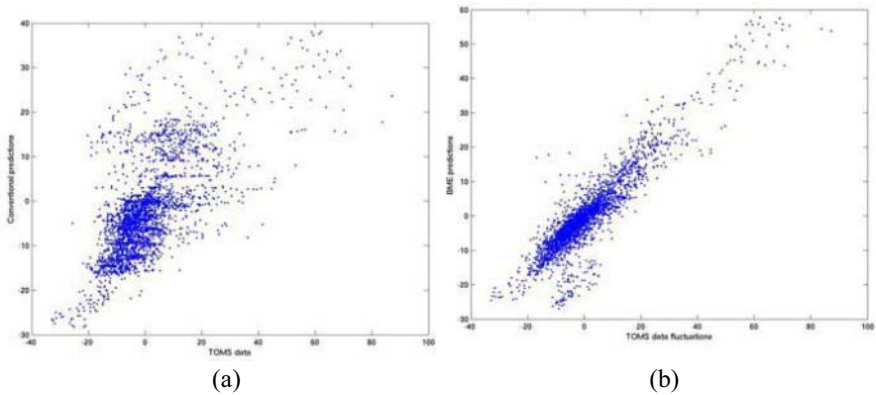 40
30
20
10
0
-10
-20
-30
-40 -20 0 20 40 60 80 100
Conventional predictions
TOMS data
(a)
60
50
40
30
20
10
0
-10
-20
-30
-40 -20 0 20 40 60 80 100
BME predictions
TOMS data fluctuations
(b)